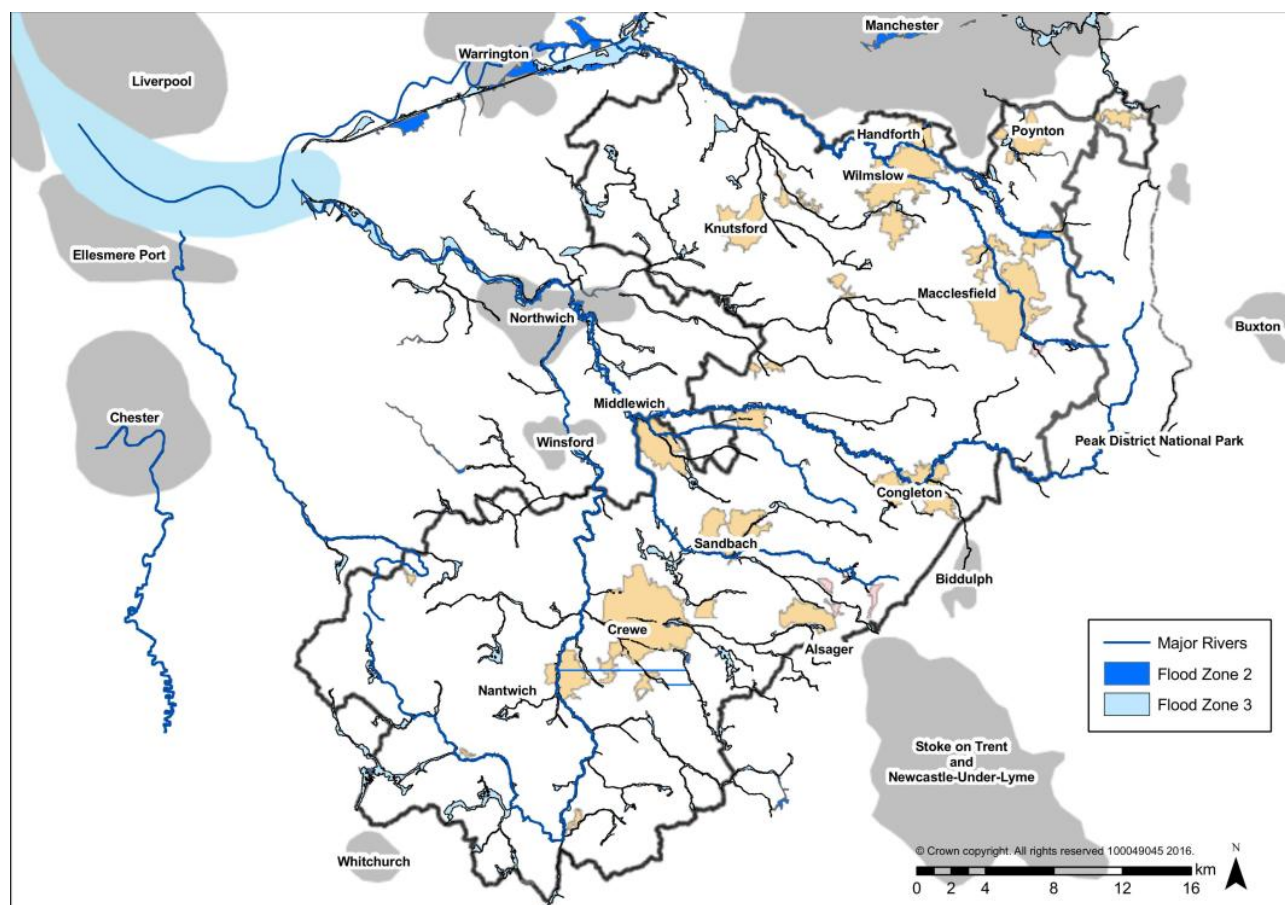 Manchester
Warrington
Liverpool
Handforth
Poynton
Wilmslow
Knutsford
Ellesmere Port
Macclesfield
Northwich
Buxton
Middlewich
Chester
Winsford
Peak District National Park
Congleton
Sandbach
Biddulph
Crewe
Alsager
Nantwich
Major Rivers
Flood Zone 2
Flood Zone 3
Stoke on Trent
and
Newcastle-Under-Lyme
Whitchurch
© Crown copyright. All rights reserved 100049045 2016.
N
km
0 2 4 8 12 16